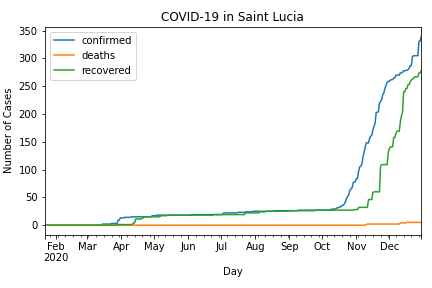 COVID-19 in Saint Lucia
confirmed
deaths
recovered
Number of Cases
350
300
250
200
150
100
50
0
Feb Mar Apr May Jun Jul Aug Sep Oct Nov Dec
2020
Day